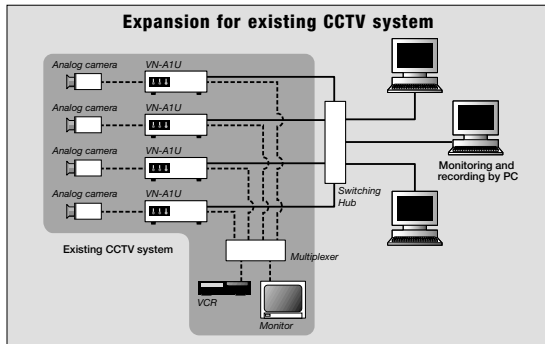 Expansion for existing CCTV system
Analog camera
VN-A1U
Analog camera
VN-A1U
Analog camera
VN-A1U
Analog camera
VN-A1U
Switching
Hub
Monitoring and
recording by PC
Existing CCTV system
Multiplexer
VCR
Monitor